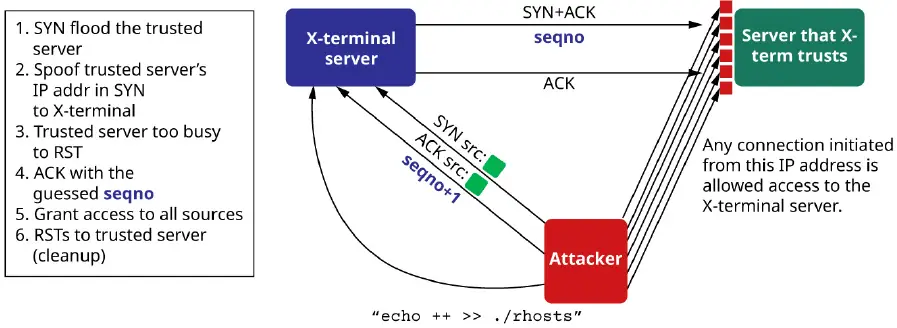 1. SYN flood the trusted
server
2. Spoof trusted server's
IP addr in SYN
to X-terminal
3. Trusted server too busy
to RST
4. ACK with the
guessed seqno
5. Grant access to all sources
6. RSTs to trusted server
(cleanup)
X-terminal
server
SYN+ACK
seqno
ACK
Server that X-
term trusts
SYN src:
ACK src:
seqno+1
Any connection initiated
from this IP address is
allowed access to the
X-terminal server.
Attacker
“echo ++ >> ./rhosts”